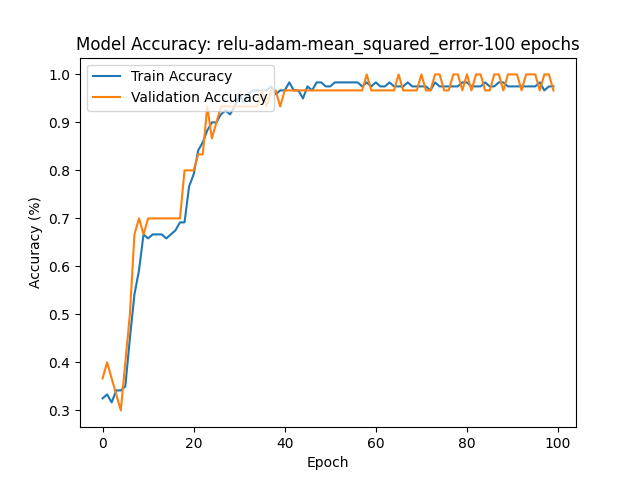 Model Accuracy: relu-adam-mean_squared_error-100 epochs
Train Accuracy
Validation Accuracy
Accuracy (%)
1.0
0.9
0.8
0.7
0.6
0.5
0.4
0.3
0 20 40 60 80 100
Epoch